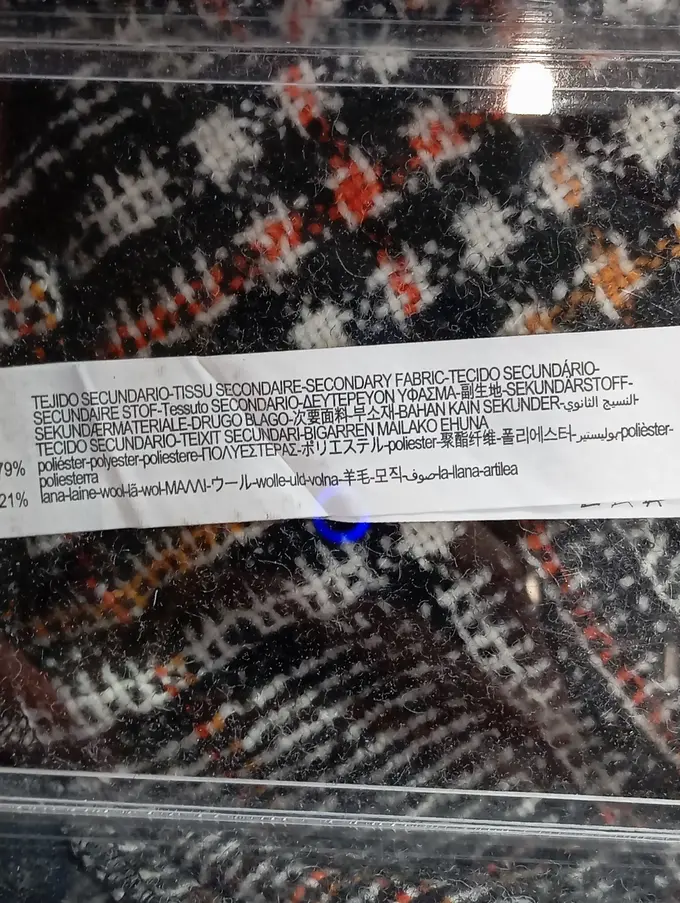 TEJIDO SECUNDARIO-TISSU SECONDAIRE-SECONDARY FABRIC-TECIDO SECUNDÁRIO-
SECUNDAIRE STOF-Tessuto SECONDARIO-ΔΕΥΤΕΡΕΥΟΝ ΥΦΑΣΜΑ-副生地-SEKUNDÄRSTOFF-
SEKUNDÆRMATERIALE-DRUGO BLAGO-次要面料-부소재-BAHAN KAIN SEKUNDER-النسيج الثانوي-
TECIDO SECUNDARIO-TEIXIT SECUNDARI-BIGARREN MAILAKO EHUNA
79% poliéster-polyester-poliestere-ΠΟΛΥΕΣΤΕΡΑΣ-ポリエステル-poliester-聚酯纤维-폴리에스터-بوليستير-polièster-
poliesterra
21% lana-laine-wool-lã-wol-ΜΑΛΛΙ-ウール-wolle-uld-volna-羊毛-모직-صوف-la-llana-artilea